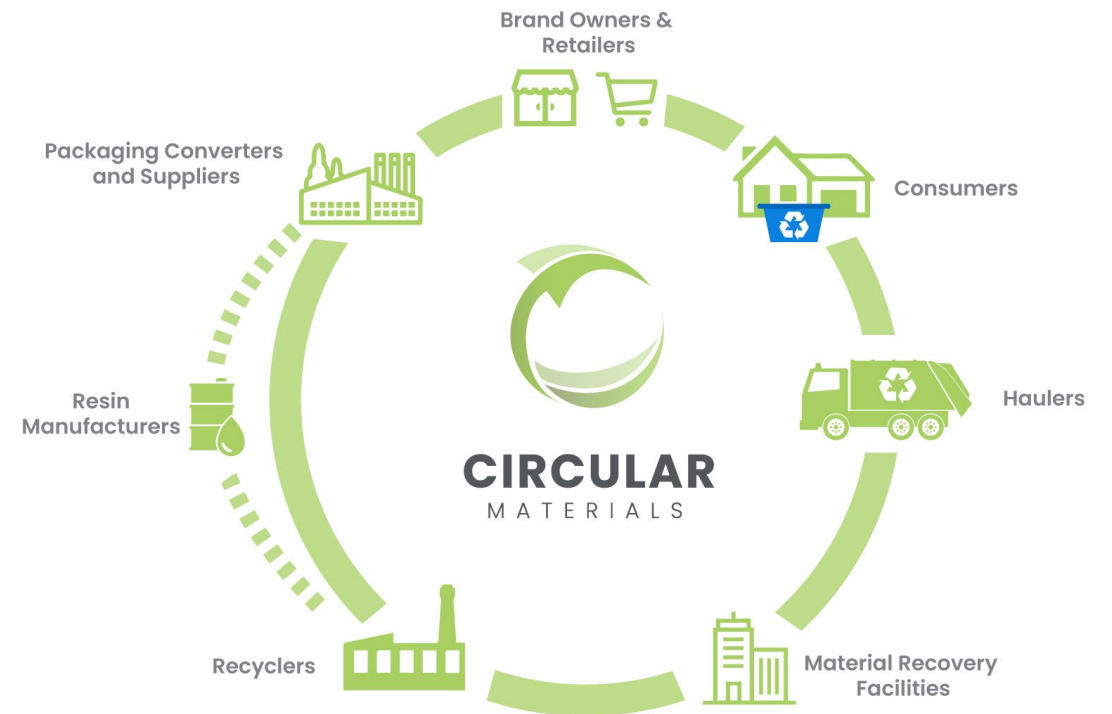 Brand Owners &
Retailers
Packaging Converters
and Suppliers
Consumers
Resin
Manufacturers
Haulers
CIRCULAR
MATERIALS
Recyclers
Material Recovery
Facilities